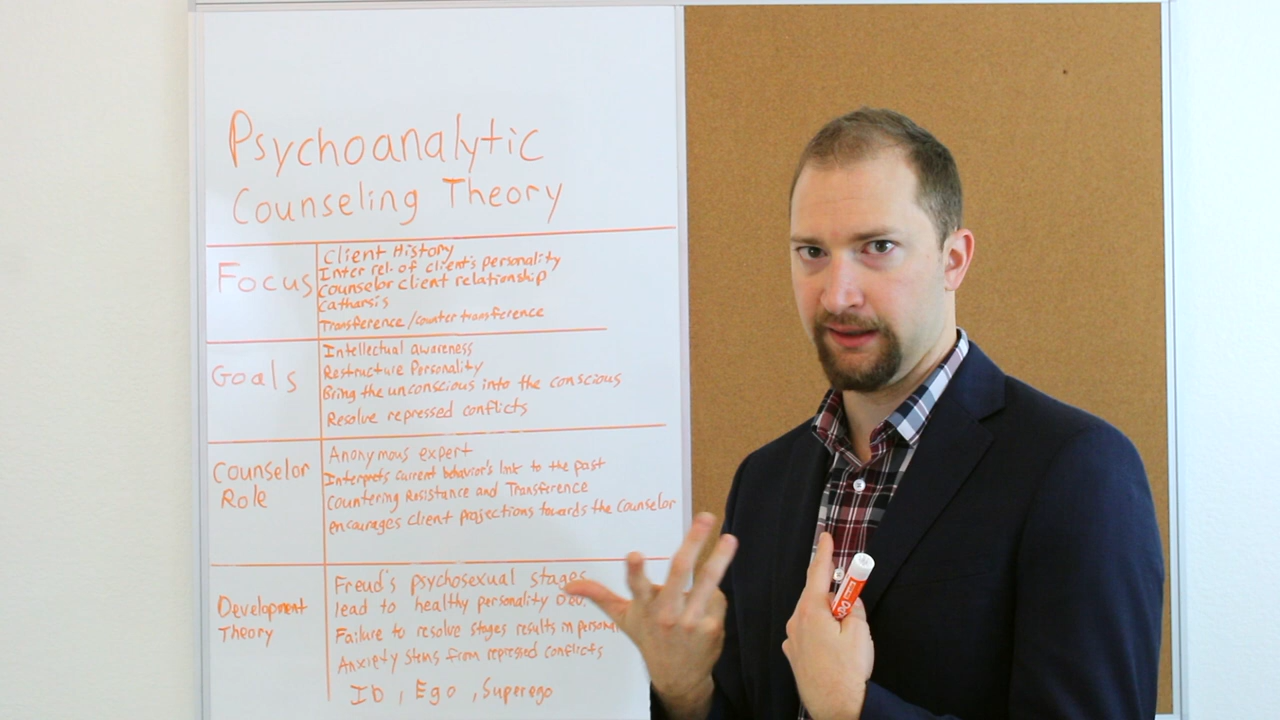 Psychoanalytic
Counseling Theory
Focus
Client History
Inter rel. of client's personality
Counselor client relationship
Catharsis
Transference/counter transference
Goals
Intellectual awareness
Restructure Personality
Bring the unconscious into the conscious
Resolve repressed conflicts
Counselor
Role
Anonymous expert
Interprets current behavior's link to the past
Countering Resistance and Transference
encourages client projections towards the Counselor
Development
Theory
Freud's psychosexual stages
lead to healthy personality Dev.
Failure to resolve stages results in
Anxiety stems from repressed conflicts
ID, Ego, Superego